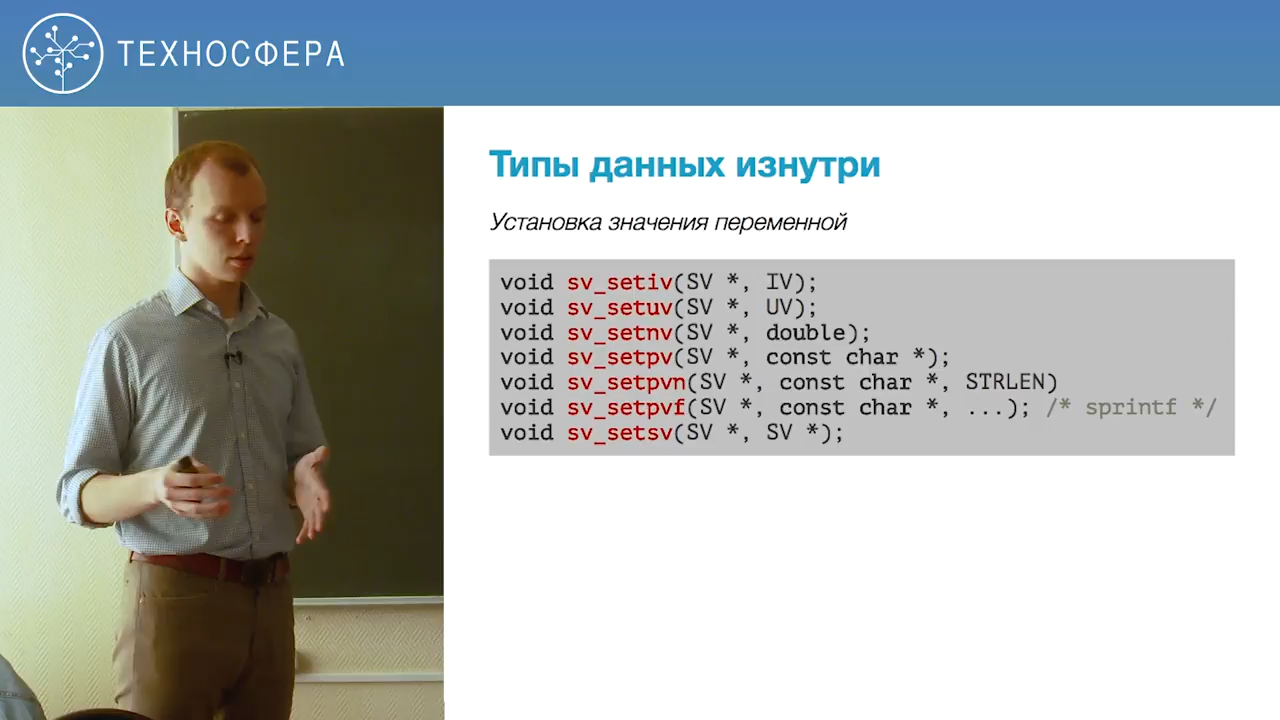 ТЕХНОСФЕРА
Типы данных изнутри
Установка значения переменной
void sv_setiv(SV *, IV);
void sv_setuv(SV *, UV);
void sv_setnv(SV *, double);
void sv_setpv(SV *, const char *);
void sv_setpvn(SV *, const char *, STRLEN)
void sv_setpvf(SV *, const char *, ...); /* sprintf */
void sv_setsv(SV *, SV *);